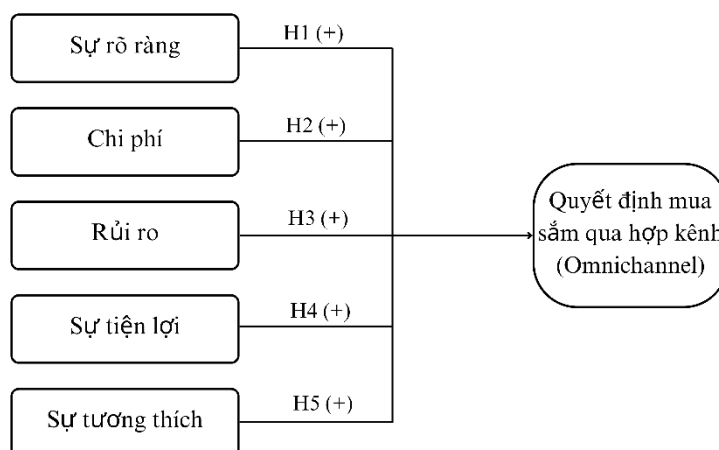 Sự rõ ràng
H1 (+)
Chi phí
H2 (+)
Rủi ro
H3 (+)
Sự tiện lợi
H4 (+)
Sự tương thích
H5 (+)
Quyết định mua
sắm qua hợp kênh
(Omnichannel)